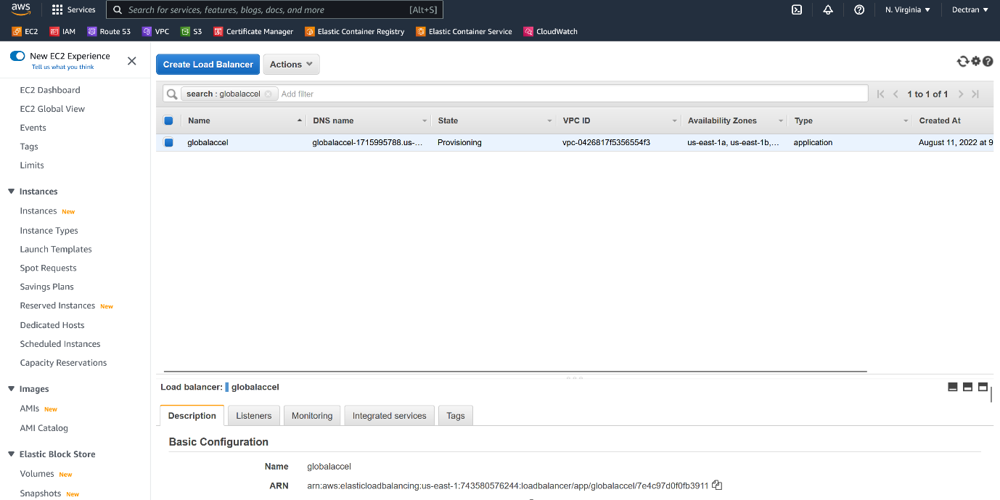 aws Services Search for services, features, blogs, docs, and more [Alt+S] N. Virginia Dectran
EC2 IAM Route 53 VPC S3 Certificate Manager Elastic Container Registry Elastic Container Service CloudWatch
New EC2 Experience
Tell us what you think
EC2 Dashboard
EC2 Global View
Events
Tags
Limits
Instances
Instances New
Instance Types
Launch Templates
Spot Requests
Savings Plans
Reserved Instances New
Dedicated Hosts
Scheduled Instances
Capacity Reservations
Images
AMIs New
AMI Catalog
Elastic Block Store
Volumes New
Snapshots New
Create Load Balancer Actions
search : globalaccel Add filter 1 to 1 of 1
Name DNS name State VPC ID Availability Zones Type Created At
globalaccel globalaccel-1715995788.us-... Provisioning vpc-0426817f5356554f3 us-east-1a, us-east-1b,... application August 11, 2022 at 9
Load balancer: globalaccel
Description Listeners Monitoring Integrated services Tags
Basic Configuration
Name globalaccel
ARN arn:aws:elasticloadbalancing:us-east-1:743580576244:loadbalancer/app/globalaccel/7e4c97d0f0fb3911